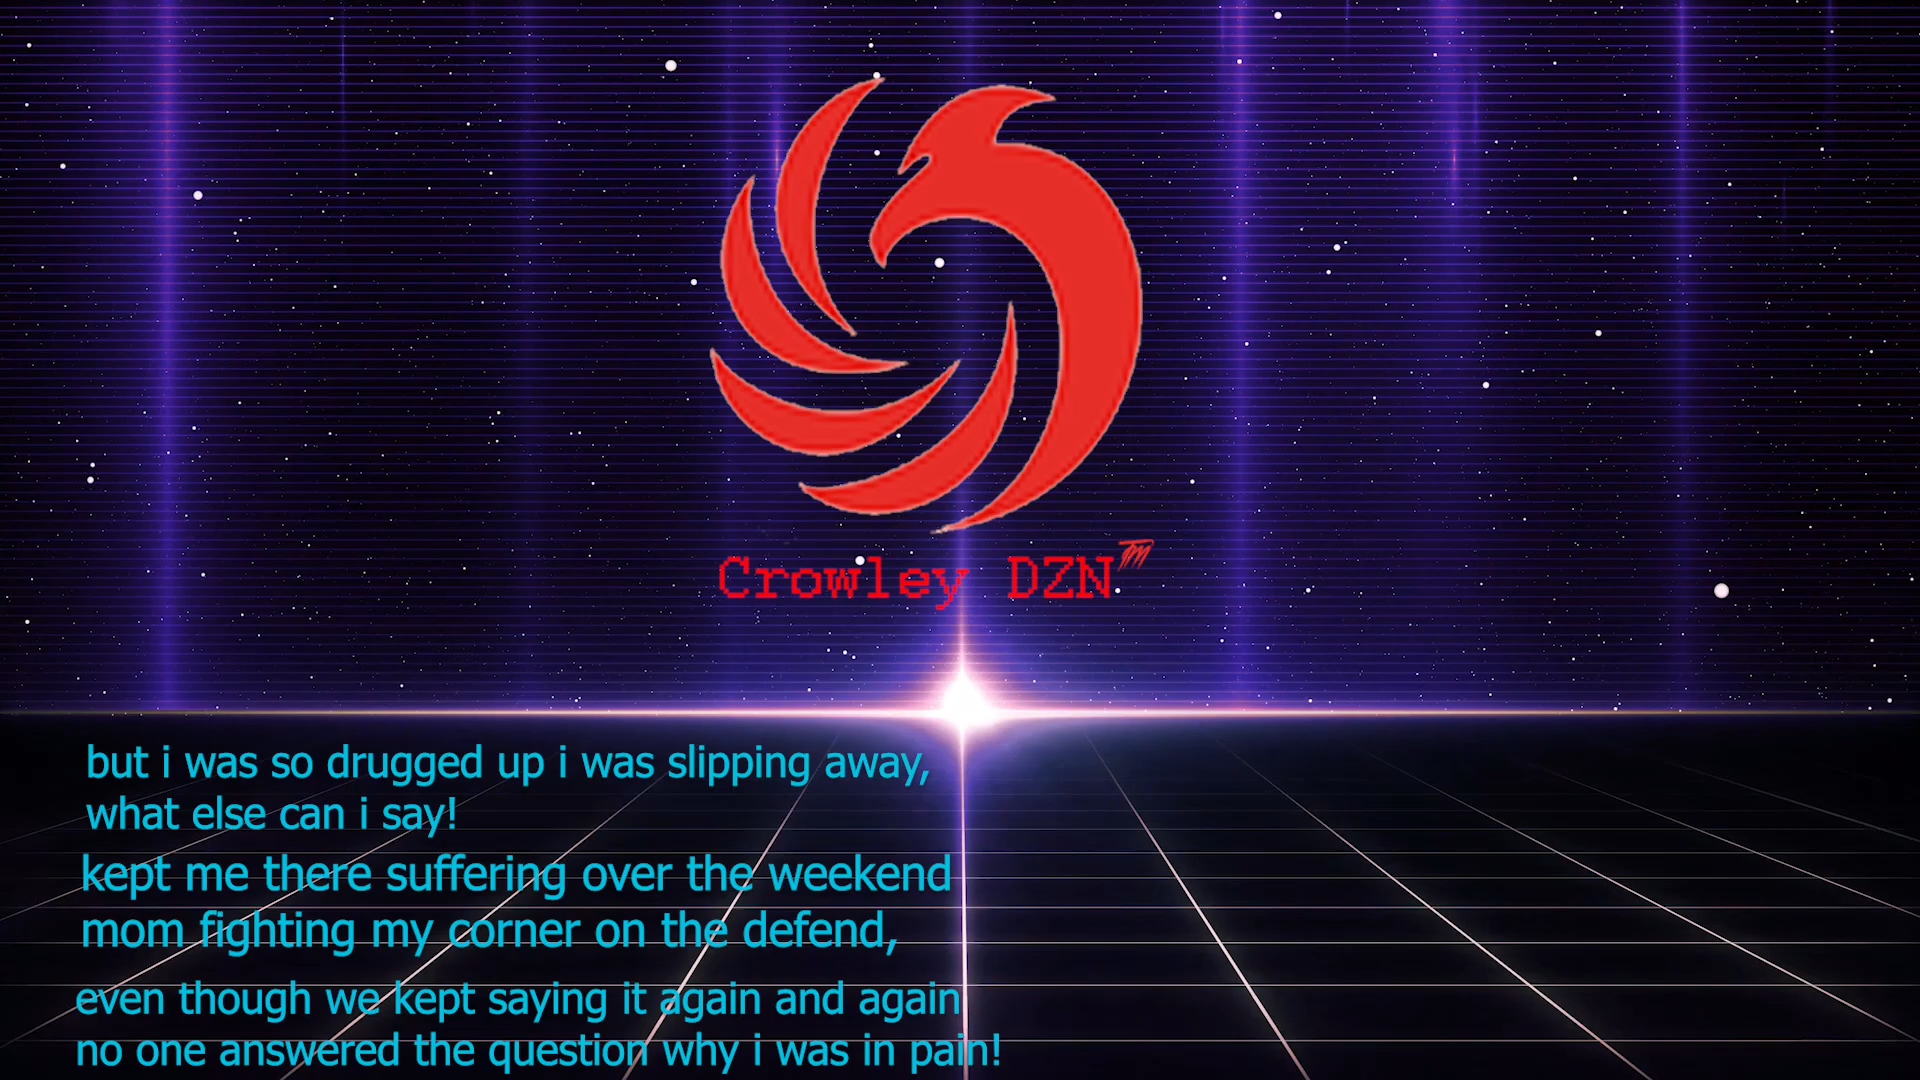 Crowley DZN™
but i was so drugged up i was slipping away,
what else can i say!
kept me there suffering over the weekend
mom fighting my corner on the defend,
even though we kept saying it again and again
no one answered the question why i was in pain!